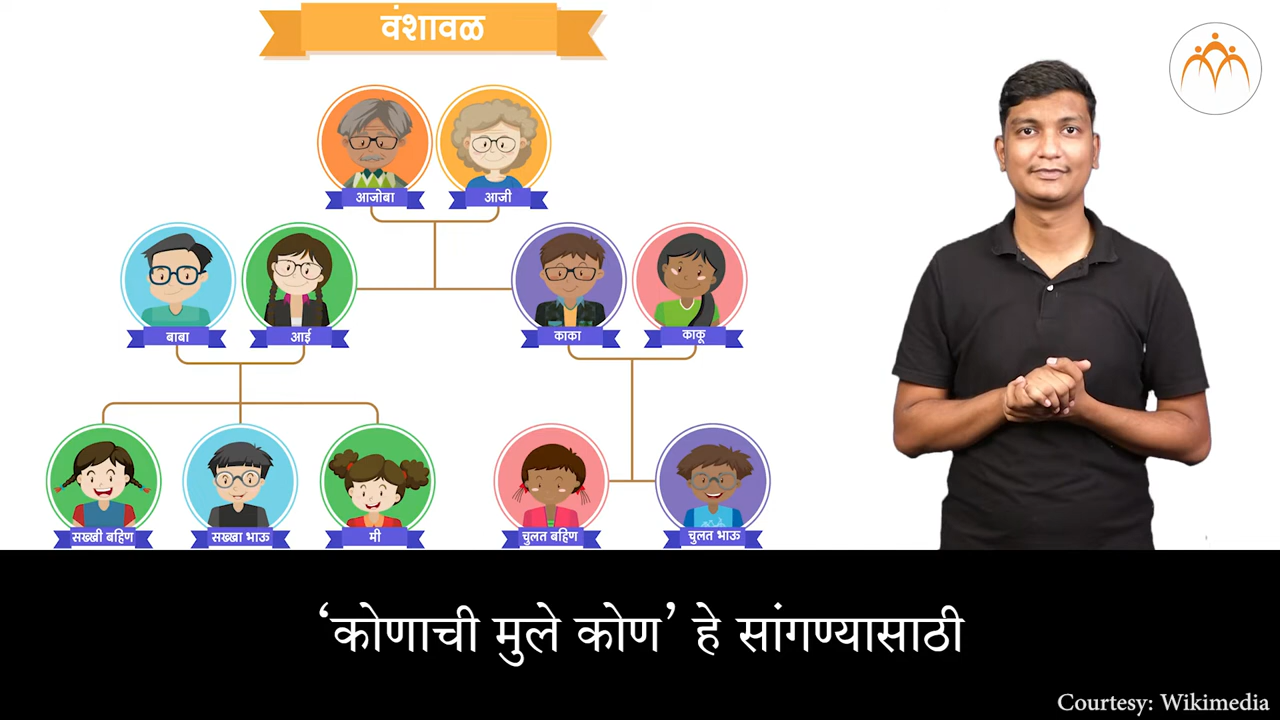 वंशावळ
आजोबा
आजी
बाबा
आई
काका
काकू
सख्खी बहिण
सख्खा भाऊ
मी
चुलत बहिण
चुलत भाऊ
‘कोणाची मुले कोण’ हे सांगण्यासाठी
Courtesy: Wikimedia